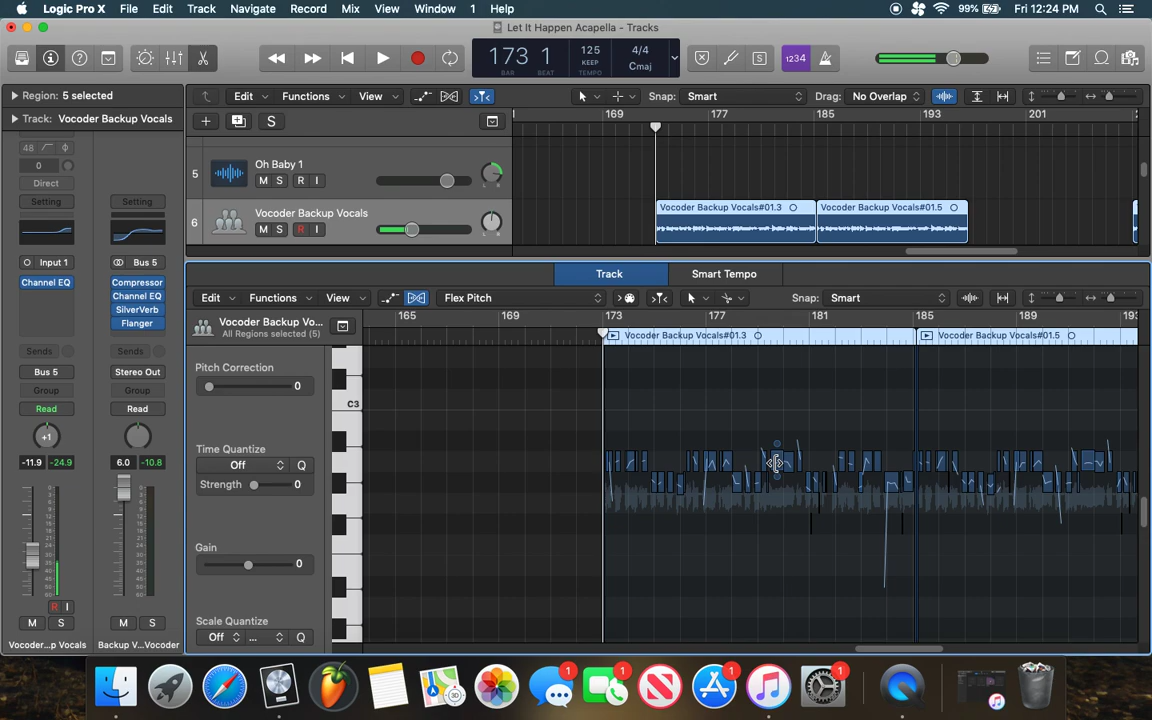 Logic Pro X File Edit Track Navigate Record Mix View Window 1 Help 99% Fri 12:24 PM
Let It Happen Acapella - Tracks
173 1 125 4/4
KEEP Cmaj
BAR BEAT TEMPO
1234
Region: 5 selected
Edit Functions View Snap: Smart Drag: No Overlap
Track: Vocoder Backup Vocals
S
169 177 185 193 201
48
0
Direct
Setting Setting
5 Oh Baby 1
M S R I
L R
6 Vocoder Backup Vocals
M S R I
L R
Vocoder Backup Vocals#01.3 Vocoder Backup Vocals#01.5
Input 1 Bus 5
Channel EQ Compressor
Channel EQ
SilverVerb
Flanger
Sends Sends
Bus 5 Stereo Out
Group Group
Read Read
+1
-11.9 -24.9 6.0 -10.8
R I
M S M S
Vocoder...p Vocals Backup V...Vocoder
Track Smart Tempo
Edit Functions View Flex Pitch Snap: Smart
Vocoder Backup Vo...
All Regions selected (5)
165 169 173 177 181 185 189 193
Vocoder Backup Vocals#01.3 Vocoder Backup Vocals#01.5
Pitch Correction
0
C3
Time Quantize
Off Q
Strength 0
Gain
0
Scale Quantize
Off ... Q
1 1 1 1